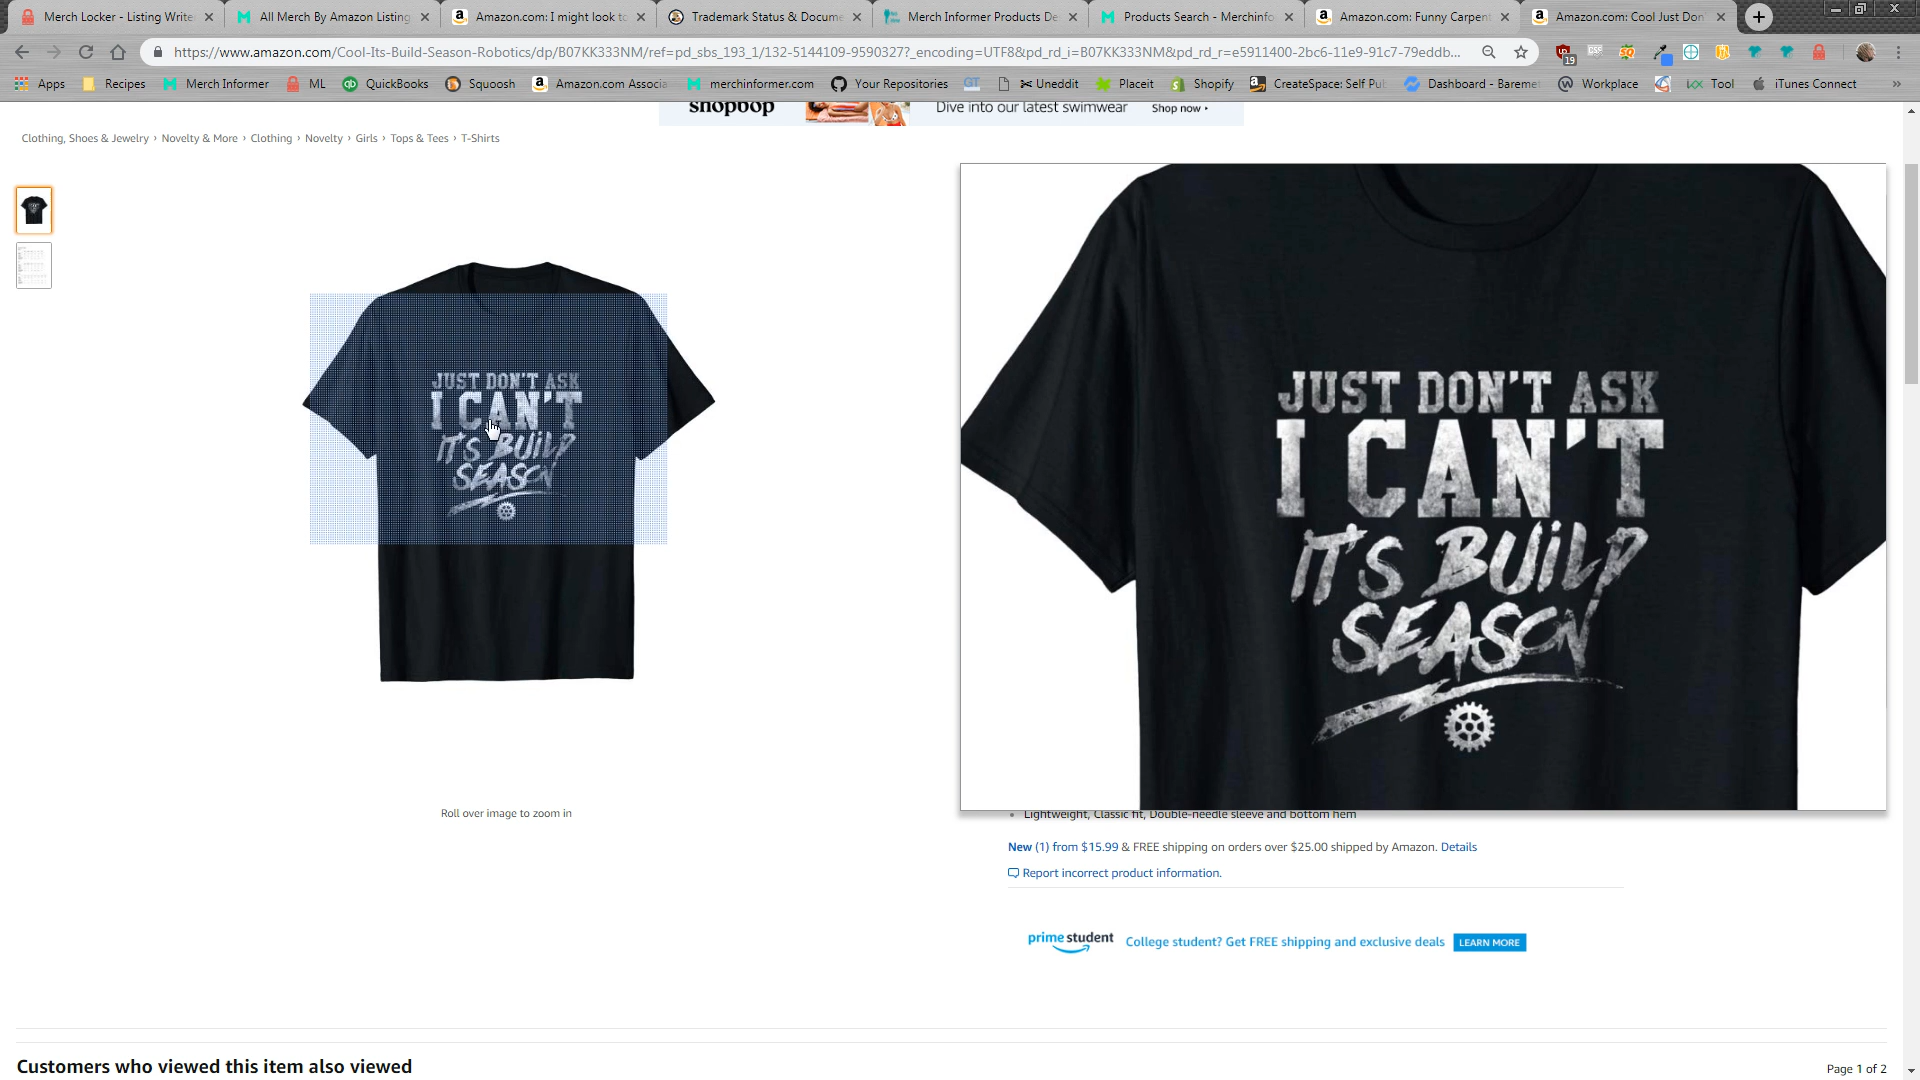 Merch Locker - Listing Write
All Merch By Amazon Listing
Amazon.com: I might look to
Trademark Status & Docume
Merch Informer Products De
Products Search - Merchinfo
Amazon.com: Funny Carpent
Amazon.com: Cool Just Don
https://www.amazon.com/Cool-Its-Build-Season-Robotics/dp/B07KK333NM/ref=pd_sbs_193_1/132-5144109-9590327?_encoding=UTF8&pd_rd_i=B07KK333NM&pd_rd_r=e5911400-2bc6-11e9-91c7-79eddb...
19
Apps
Recipes
Merch Informer
ML
QuickBooks
Squoosh
Amazon.com Associa
merchinformer.com
Your Repositories
GT
Uneddit
Placeit
Shopify
CreateSpace: Self Pu
Dashboard - Bareme
Workplace
Tool
iTunes Connect
»
shopbop
Dive into our latest swimwear
Shop now ›
Clothing, Shoes & Jewelry › Novelty & More › Clothing › Novelty › Girls › Tops & Tees › T-Shirts
JUST DON'T ASK
I CAN'T
IT'S BUiLD
SEASON
JUST DON'T ASK
I CAN'T
IT'S BUiLD
SEASON
Roll over image to zoom in
Lightweight, Classic fit, Double-needle sleeve and bottom hem
New (1) from $15.99 & FREE shipping on orders over $25.00 shipped by Amazon. Details
Report incorrect product information.
prime student
College student? Get FREE shipping and exclusive deals
LEARN MORE
Customers who viewed this item also viewed
Page 1 of 2